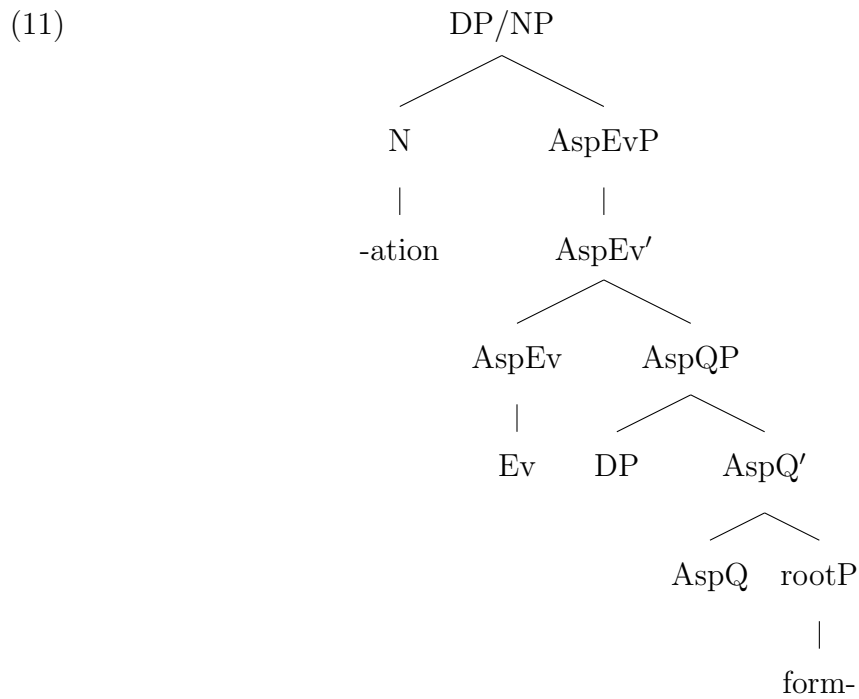 (11) DP/NP
N AspEvP
-ation AspEv′
AspEv AspQP
Ev DP AspQ′
AspQ rootP
form-